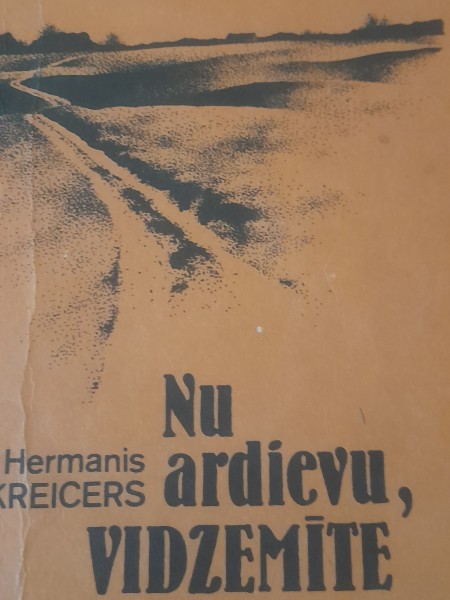 Nu
Hermanis
KREICERS
ardievu,
VIDZEMĪTE